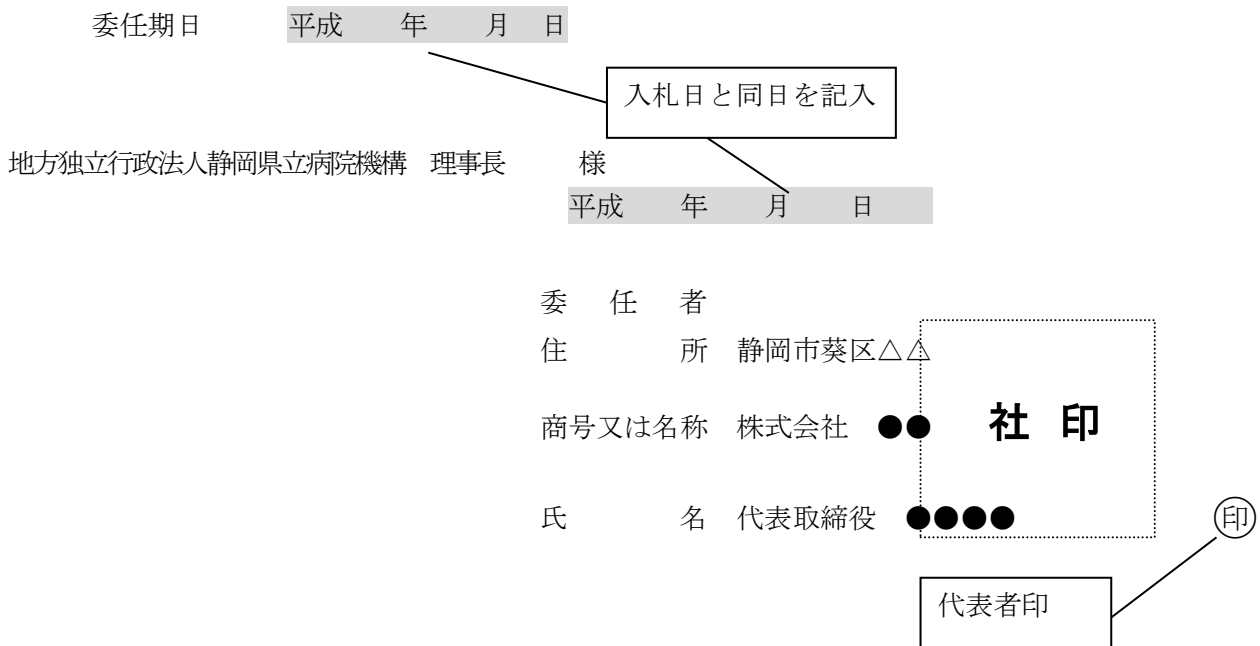 委任期日　　　平成　　年　　月　日
入札日と同日を記入
地方独立行政法人静岡県立病院機構　理事長　　　様
平成　　年　　月　　日
委　任　者
住　　　　所　静岡市葵区△△
商号又は名称　株式会社　●●
社 印
氏　　　　名　代表取締役　●●●●　　　　㊞
代表者印